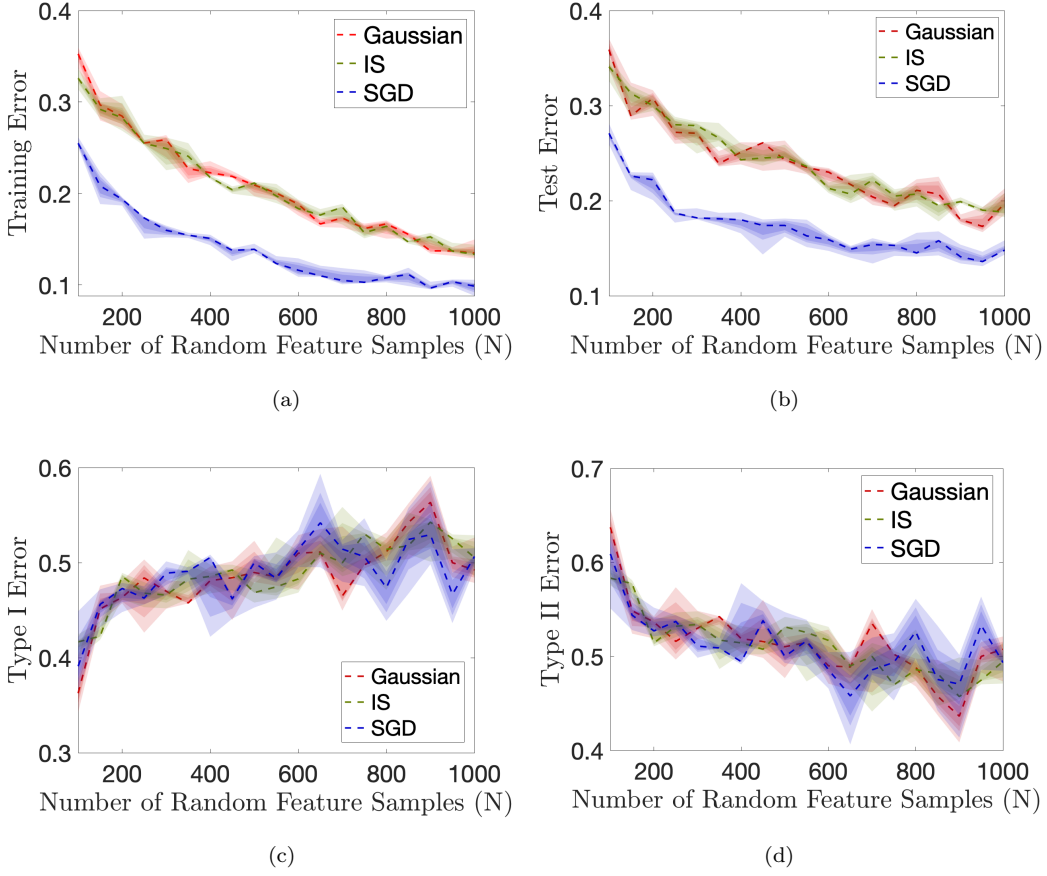 0.4
0.3
0.2
0.1
Training Error
Gaussian
IS
SGD
200 400 600 800 1000
Number of Random Feature Samples (N)
(a)
0.4
0.3
0.2
0.1
Test Error
Gaussian
IS
SGD
200 400 600 800 1000
Number of Random Feature Samples (N)
(b)
0.6
0.5
0.4
0.3
Type I Error
Gaussian
IS
SGD
200 400 600 800 1000
Number of Random Feature Samples (N)
(c)
0.7
0.6
0.5
0.4
Type II Error
Gaussian
IS
SGD
200 400 600 800 1000
Number of Random Feature Samples (N)
(d)